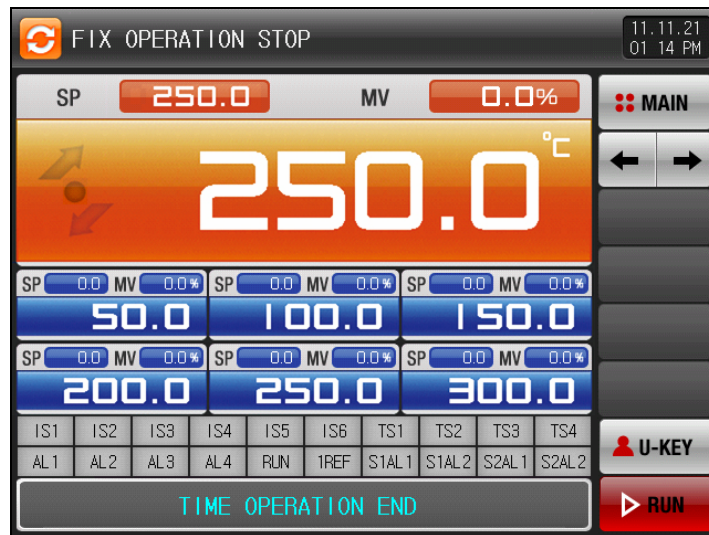 FIX OPERATION STOP
11.11.21
01 14 PM
SP 250.0 MV 0.0%
MAIN
250.0 °C
SP 0.0 MV 0.0% SP 0.0 MV 0.0% SP 0.0 MV 0.0%
50.0 100.0 150.0
SP 0.0 MV 0.0% SP 0.0 MV 0.0% SP 0.0 MV 0.0%
200.0 250.0 300.0
IS1 IS2 IS3 IS4 IS5 IS6 TS1 TS2 TS3 TS4
AL1 AL2 AL3 AL4 RUN 1REF S1AL1 S1AL2 S2AL1 S2AL2
U-KEY
TIME OPERATION END
RUN